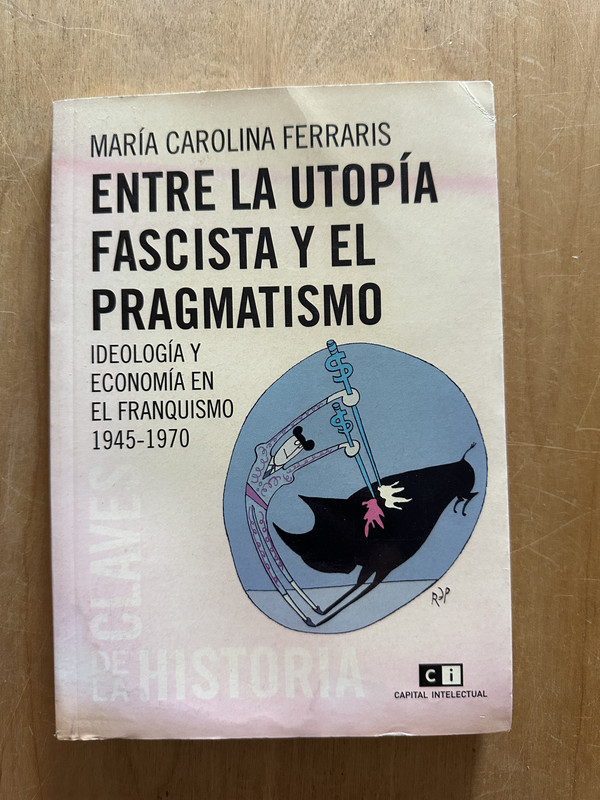 MARÍA CAROLINA FERRARIS
ENTRE LA UTOPÍA
FASCISTA Y EL
PRAGMATISMO
IDEOLOGÍA Y
ECONOMÍA EN
EL FRANQUISMO
1945-1970
$
$
REP
CLAVES
DE
LA HISTORIA
ci
CAPITAL INTELECTUAL